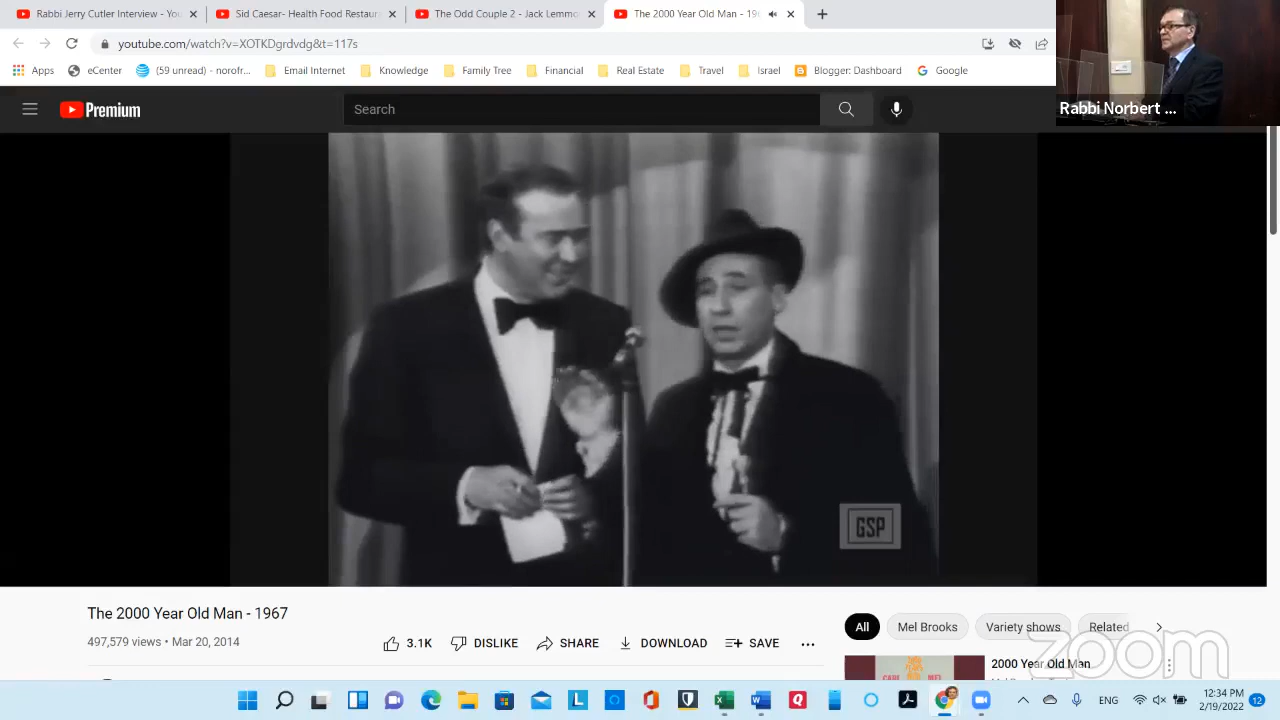 Rabbi Jerry Cutler Interview - You
Sid Caesar- Health Food Restaura
The Odd Couple 2 - Jack Lemmo
The 2000 Year Old Man - 19
youtube.com/watch?v=XOTKDgrdvdg&t=117s
Apps
eCenter
(59 unread) - norofr...
Email Internet
Knowledge
Family Tree
Financial
Real Estate
Travel
Israel
Blogger: Dashboard
Google
Rabbi Norbert ...
Premium
Search
GSP
The 2000 Year Old Man - 1967
497,579 views • Mar 20, 2014
3.1K
DISLIKE
SHARE
DOWNLOAD
SAVE
All
Mel Brooks
Variety shows
Related
2000 Year Old Man
zoom
CARL MEL
ENG
12:34 PM
2/19/2022
12